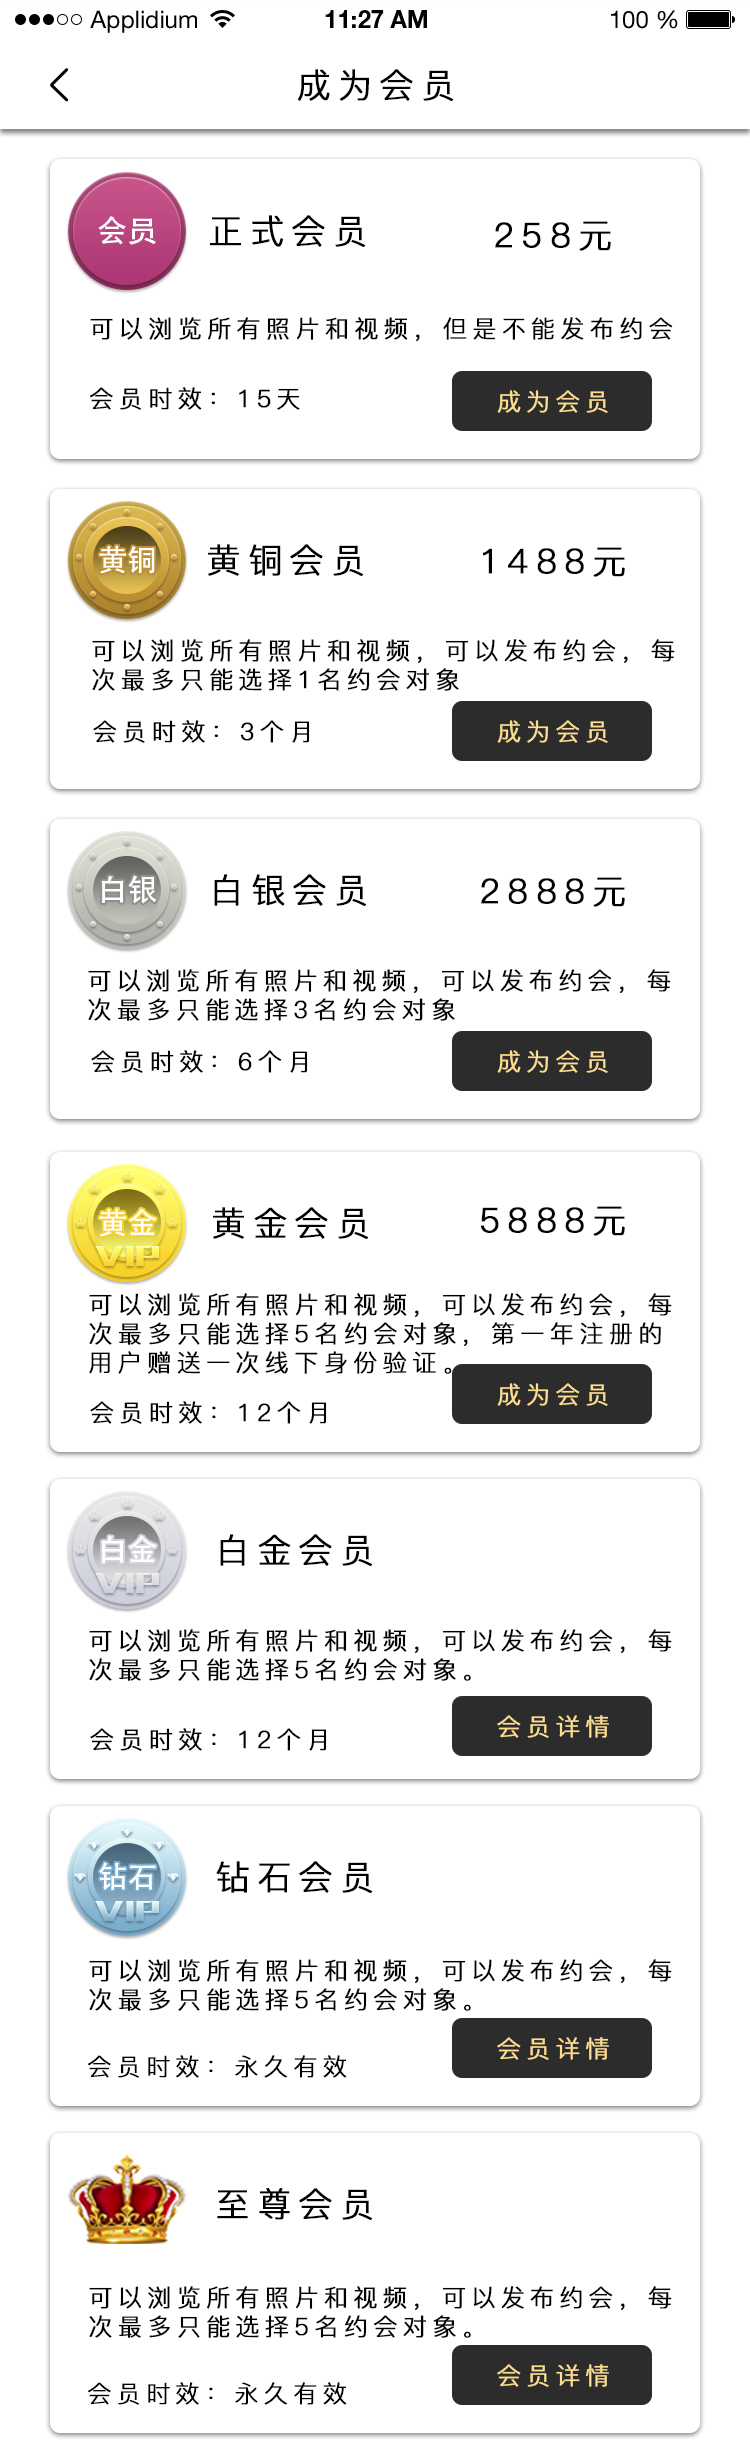 Applidium 11:27 AM 100 %
成为会员
会员 正式会员 258元
可以浏览所有照片和视频，但是不能发布约会
会员时效：15天 成为会员
黄铜 黄铜会员 1488元
可以浏览所有照片和视频，可以发布约会，每
次最多只能选择1名约会对象
会员时效：3个月 成为会员
白银 白银会员 2888元
可以浏览所有照片和视频，可以发布约会，每
次最多只能选择3名约会对象
会员时效：6个月 成为会员
黄金 VIP 黄金会员 5888元
可以浏览所有照片和视频，可以发布约会，每
次最多只能选择5名约会对象，第一年注册的
用户赠送一次线下身份验证。
会员时效：12个月 成为会员
白金 VIP 白金会员
可以浏览所有照片和视频，可以发布约会，每
次最多只能选择5名约会对象。
会员时效：12个月 会员详情
钻石 VIP 钻石会员
可以浏览所有照片和视频，可以发布约会，每
次最多只能选择5名约会对象。
会员时效：永久有效 会员详情
至尊会员
可以浏览所有照片和视频，可以发布约会，每
次最多只能选择5名约会对象。
会员时效：永久有效 会员详情